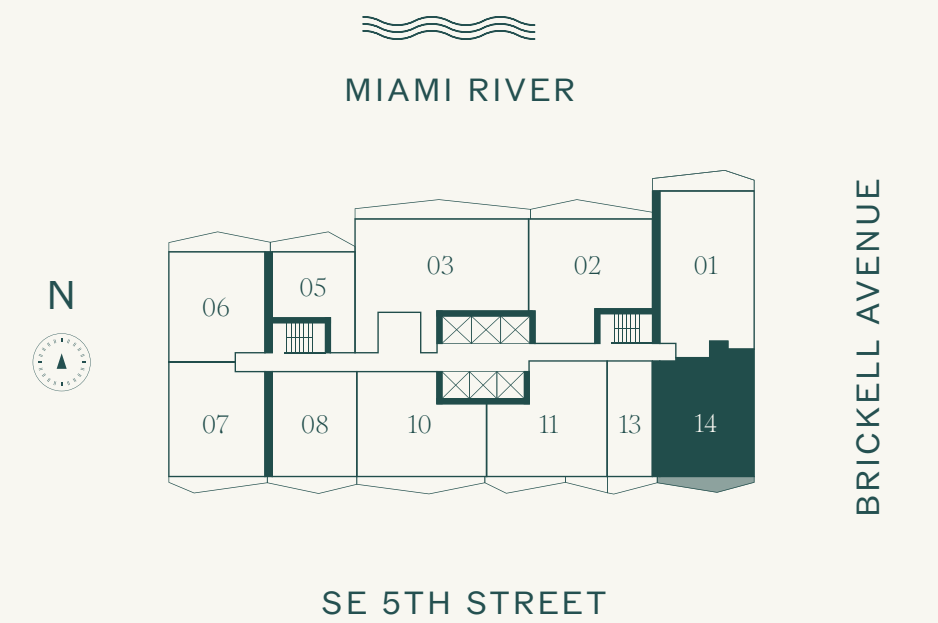 MIAMI RIVER
BRICKELL AVENUE
N
01
02
03
05
06
07
08
10
11
13
14
SE 5TH STREET